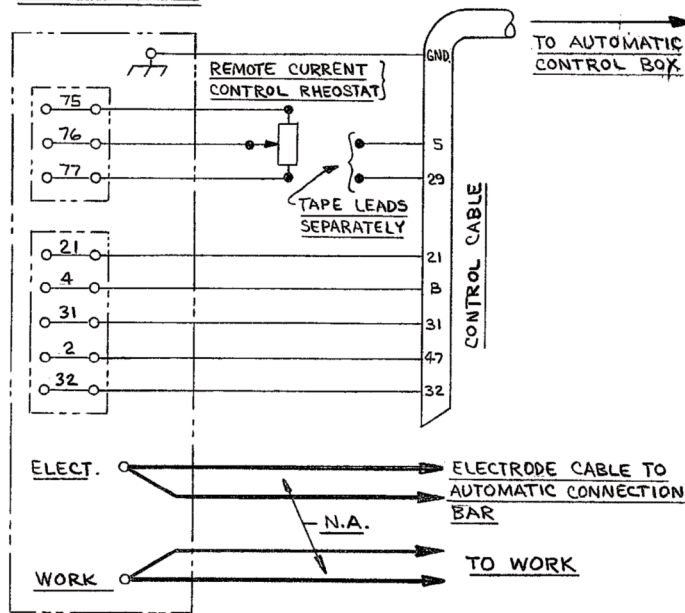 TO AUTOMATIC
CONTROL BOX
GND.
REMOTE CURRENT
CONTROL RHEOSTAT
75
76
77
5
29
TAPE LEADS
SEPARATELY
CONTROL CABLE
21
4
31
2
32
21
B
31
47
32
ELECT.
ELECTRODE CABLE TO
AUTOMATIC CONNECTION
BAR
N.A.
WORK
TO WORK